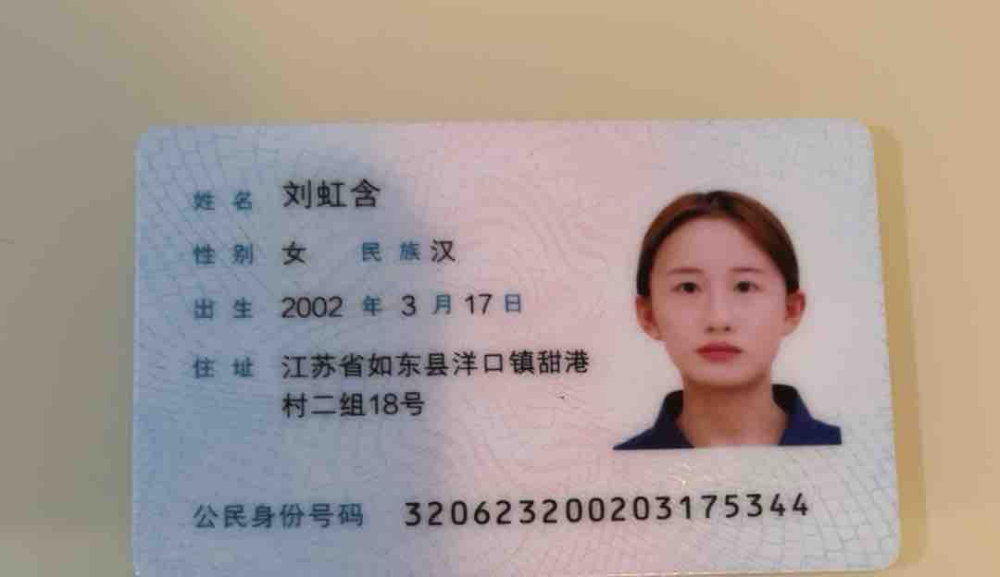 姓名 刘虹含
性别 女 民族 汉
出生 2002 年 3 月 17 日
住址 江苏省如东县洋口镇甜港
村二组18号
公民身份号码 320623200203175344